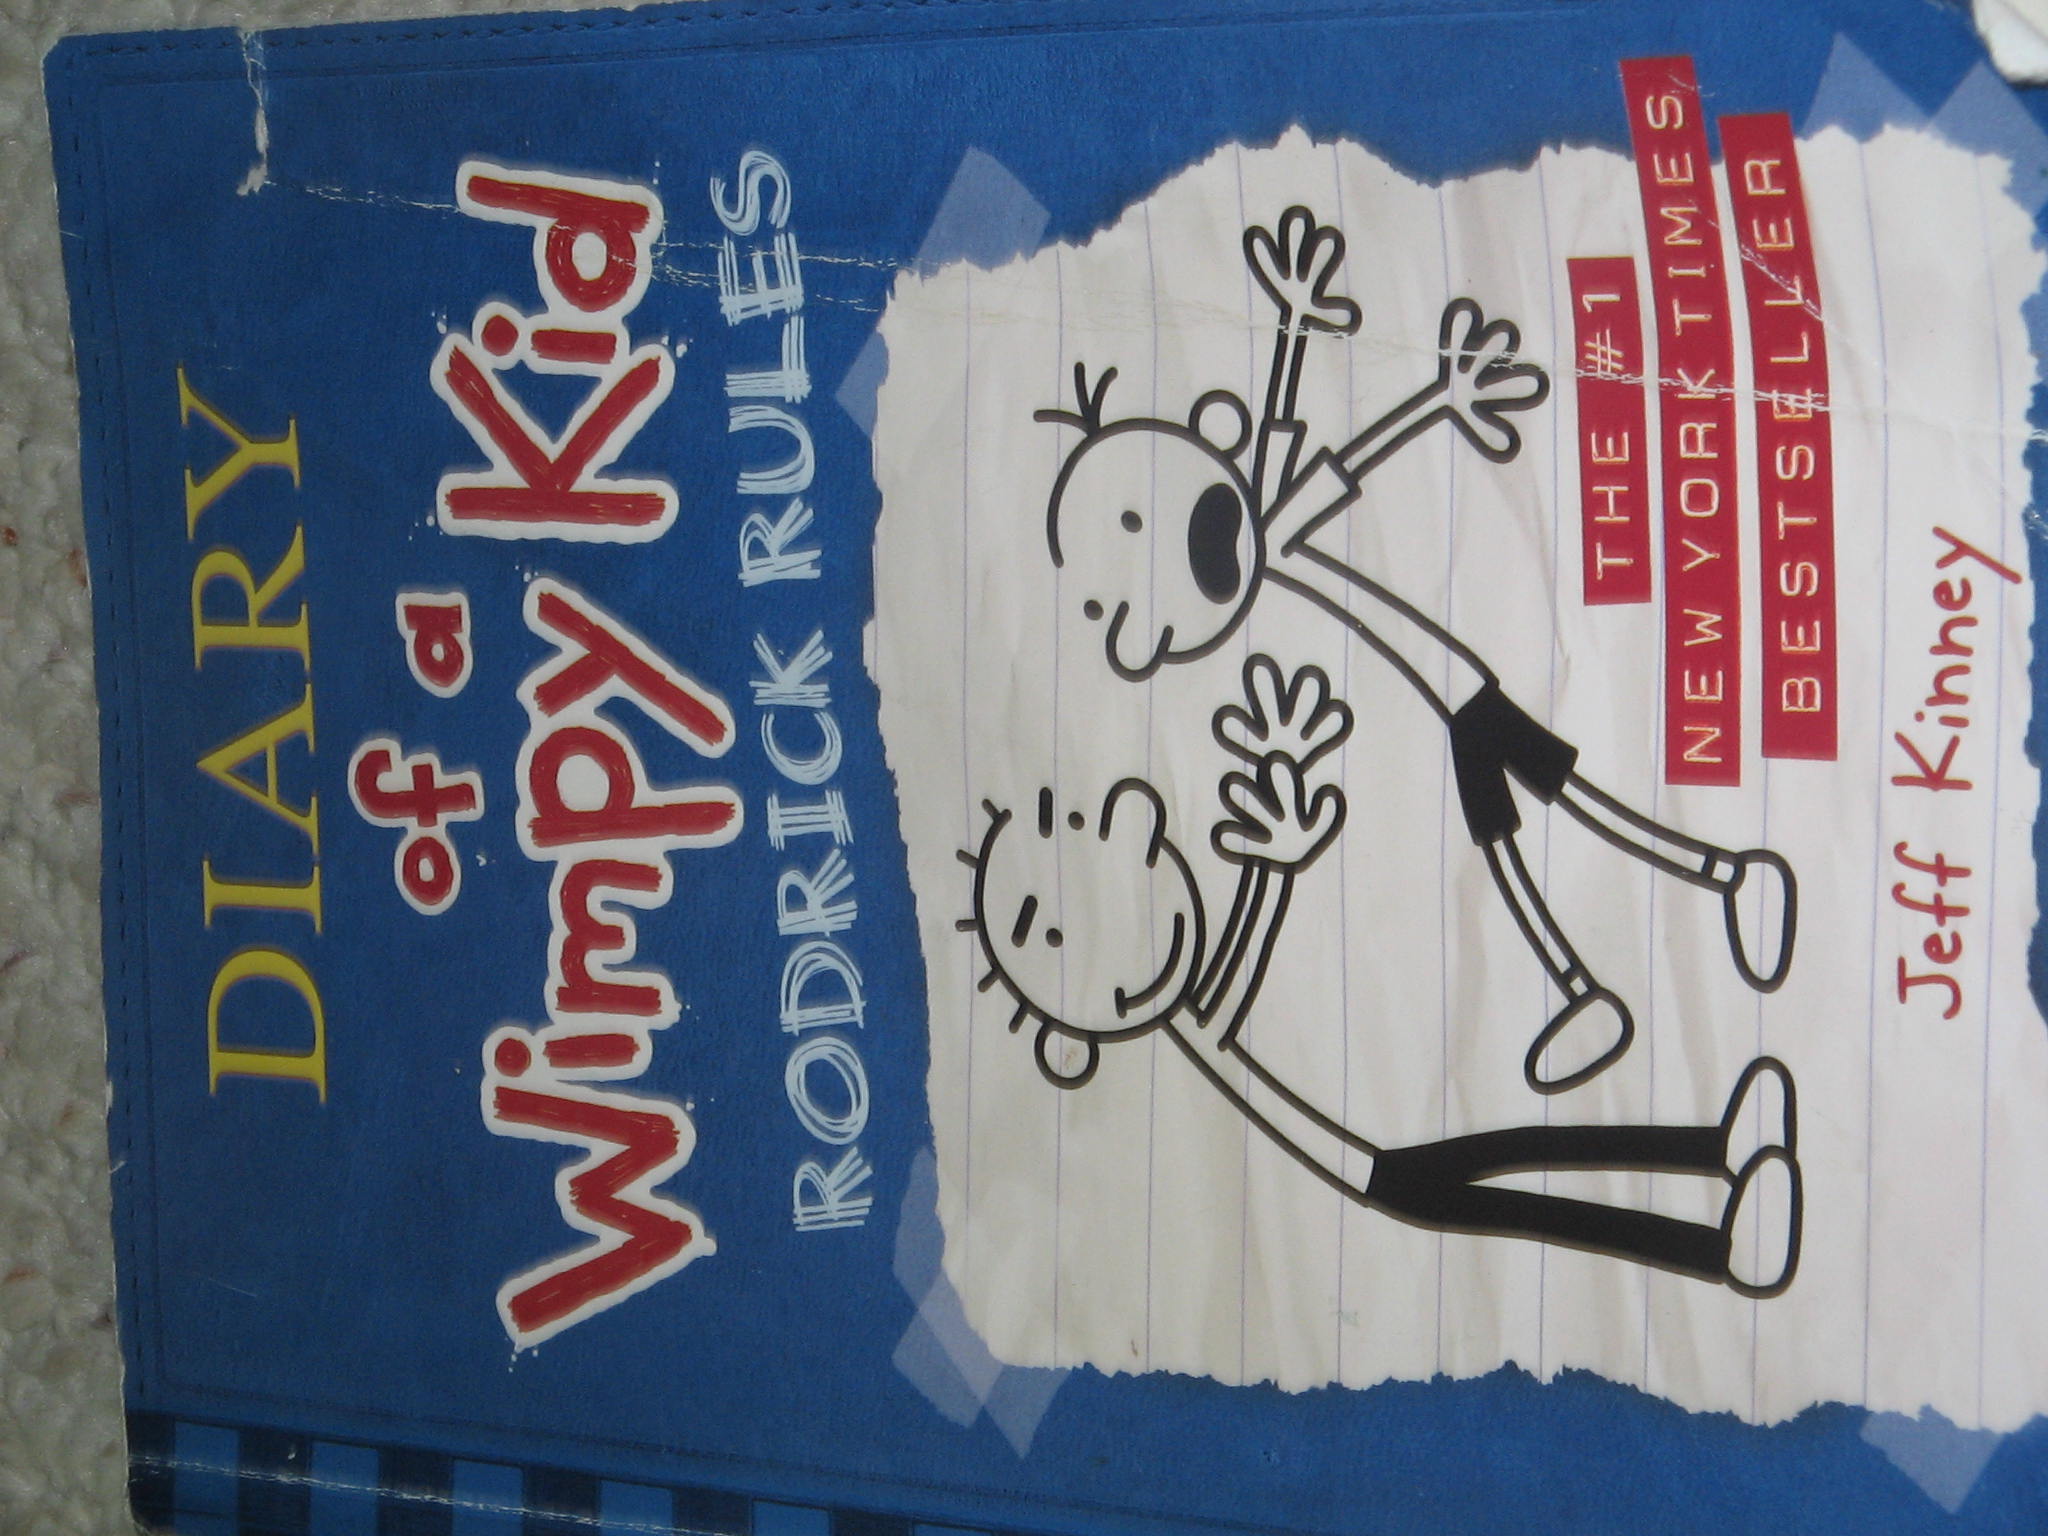 DIARY
of a
Wimpy Kid
RODRICK RULES
THE #1
NEW YORK TIMES
BESTSELLER
Jeff Kinney